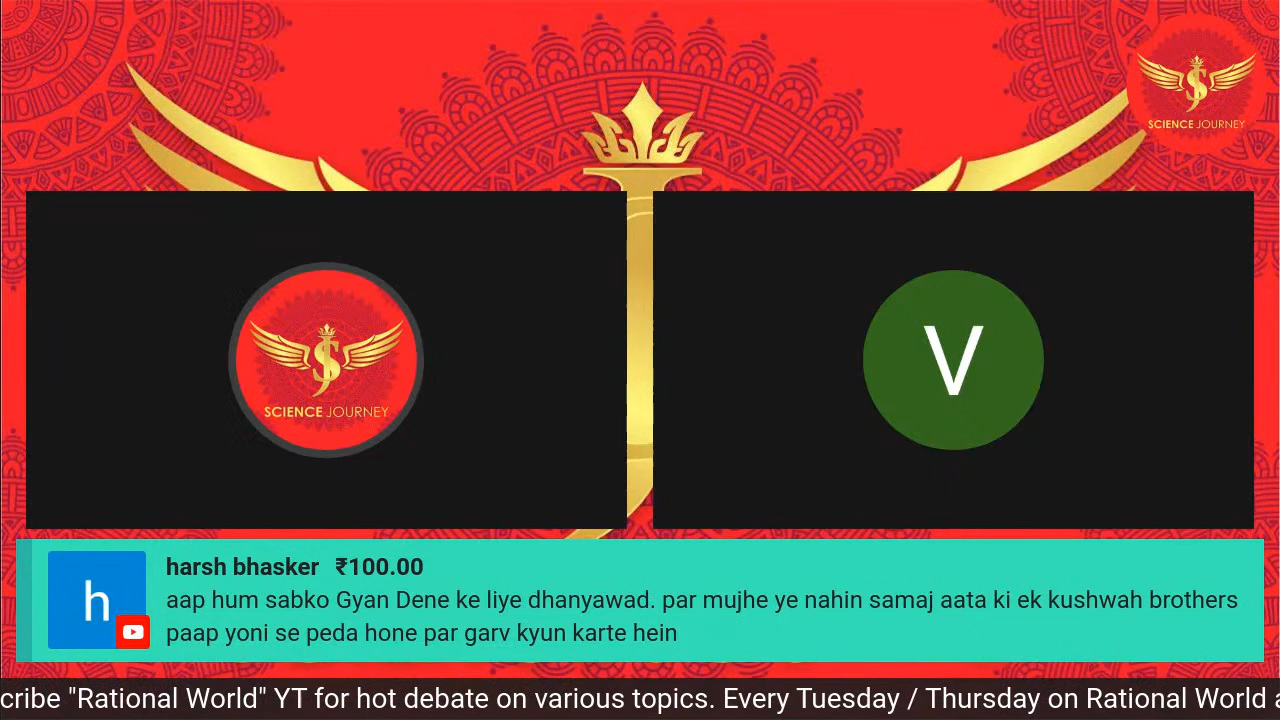 SCIENCE JOURNEY
SCIENCE JOURNEY
V
h
harsh bhasker ₹100.00
aap hum sabko Gyan Dene ke liye dhanyawad. par mujhe ye nahin samaj aata ki ek kushwah brothers
paap yoni se peda hone par garv kyun karte hein
cribe "Rational World" YT for hot debate on various topics. Every Tuesday / Thursday on Rational World a